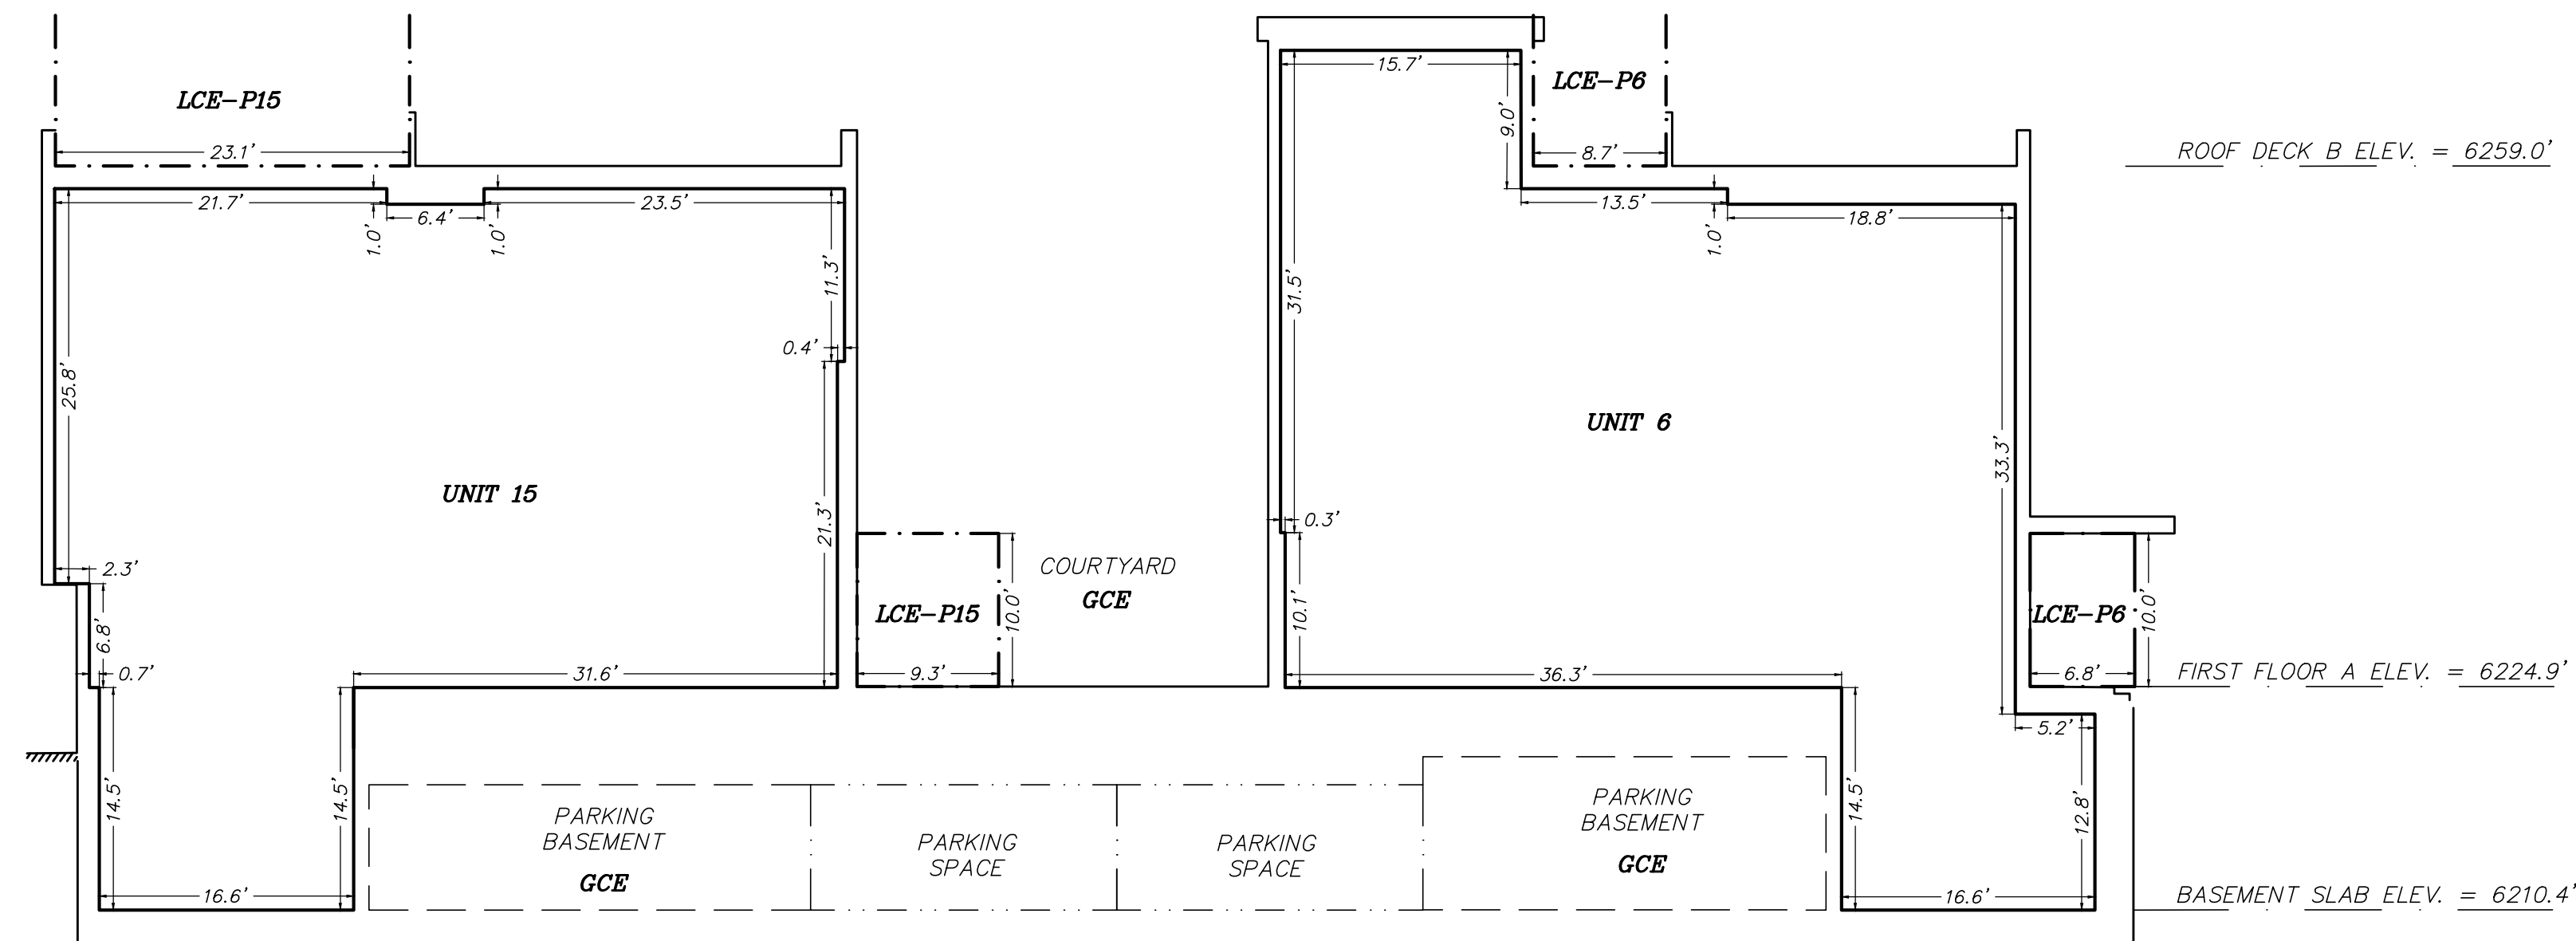 LCE-P15
23.1'
21.7'
6.4'
23.5'
1.0'
1.0'
11.3'
0.4'
25.8'
UNIT 15
21.3'
2.3'
6.8'
0.7'
31.6'
14.5'
14.5'
16.6'
LCE-P15
10.0'
9.3'
COURTYARD
GCE
PARKING
BASEMENT
GCE
PARKING
SPACE
PARKING
SPACE
PARKING
BASEMENT
GCE
15.7'
9.0'
LCE-P6
8.7'
13.5'
1.0'
18.8'
31.5'
UNIT 6
33.3'
0.3'
10.1'
36.3'
LCE-P6
10.0'
6.8'
5.2'
14.5'
12.8'
16.6'
ROOF DECK B ELEV. = 6259.0'
FIRST FLOOR A ELEV. = 6224.9'
BASEMENT SLAB ELEV. = 6210.4'